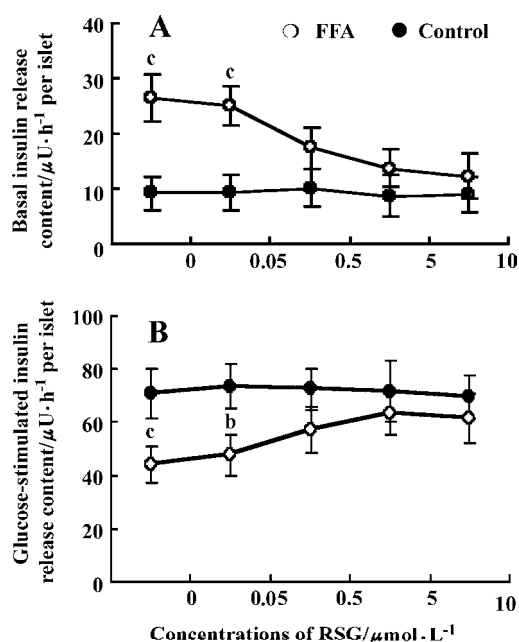 A
FFA Control
Basal insulin release
content/μU·h⁻¹ per islet
40
30
20
10
0
c c
0 0.05 0.5 5 10
B
Glucose-stimulated insulin
release content/μU·h⁻¹ per islet
100
80
60
40
20
0
c b
0 0.05 0.5 5 10
Concentrations of RSG/μmol·L⁻¹